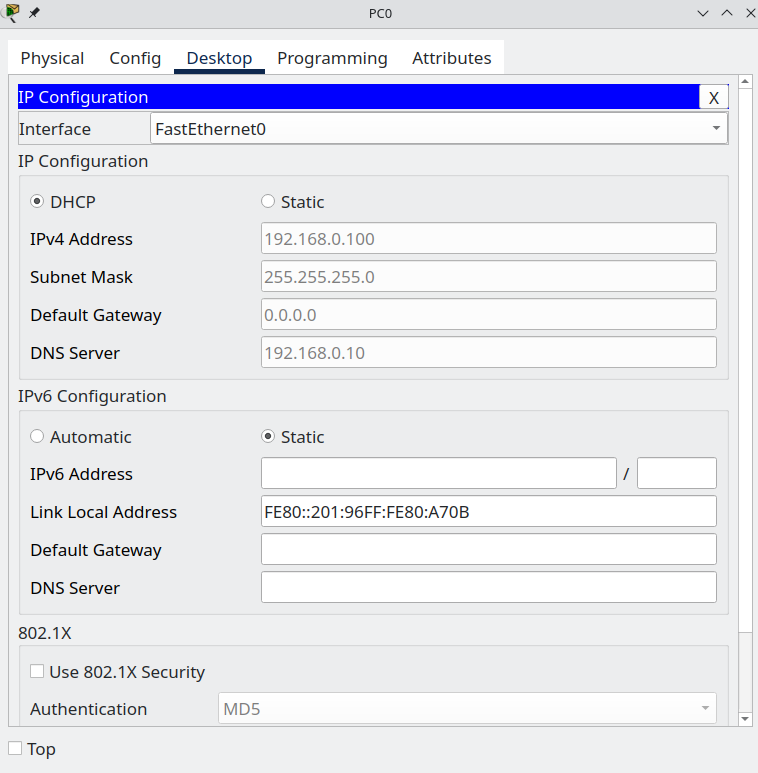 PC0
Physical Config Desktop Programming Attributes
IP Configuration X
Interface FastEthernet0
IP Configuration
DHCP Static
IPv4 Address 192.168.0.100
Subnet Mask 255.255.255.0
Default Gateway 0.0.0.0
DNS Server 192.168.0.10
IPv6 Configuration
Automatic Static
IPv6 Address /
Link Local Address FE80::201:96FF:FE80:A70B
Default Gateway
DNS Server
802.1X
Use 802.1X Security
Authentication MD5
Top